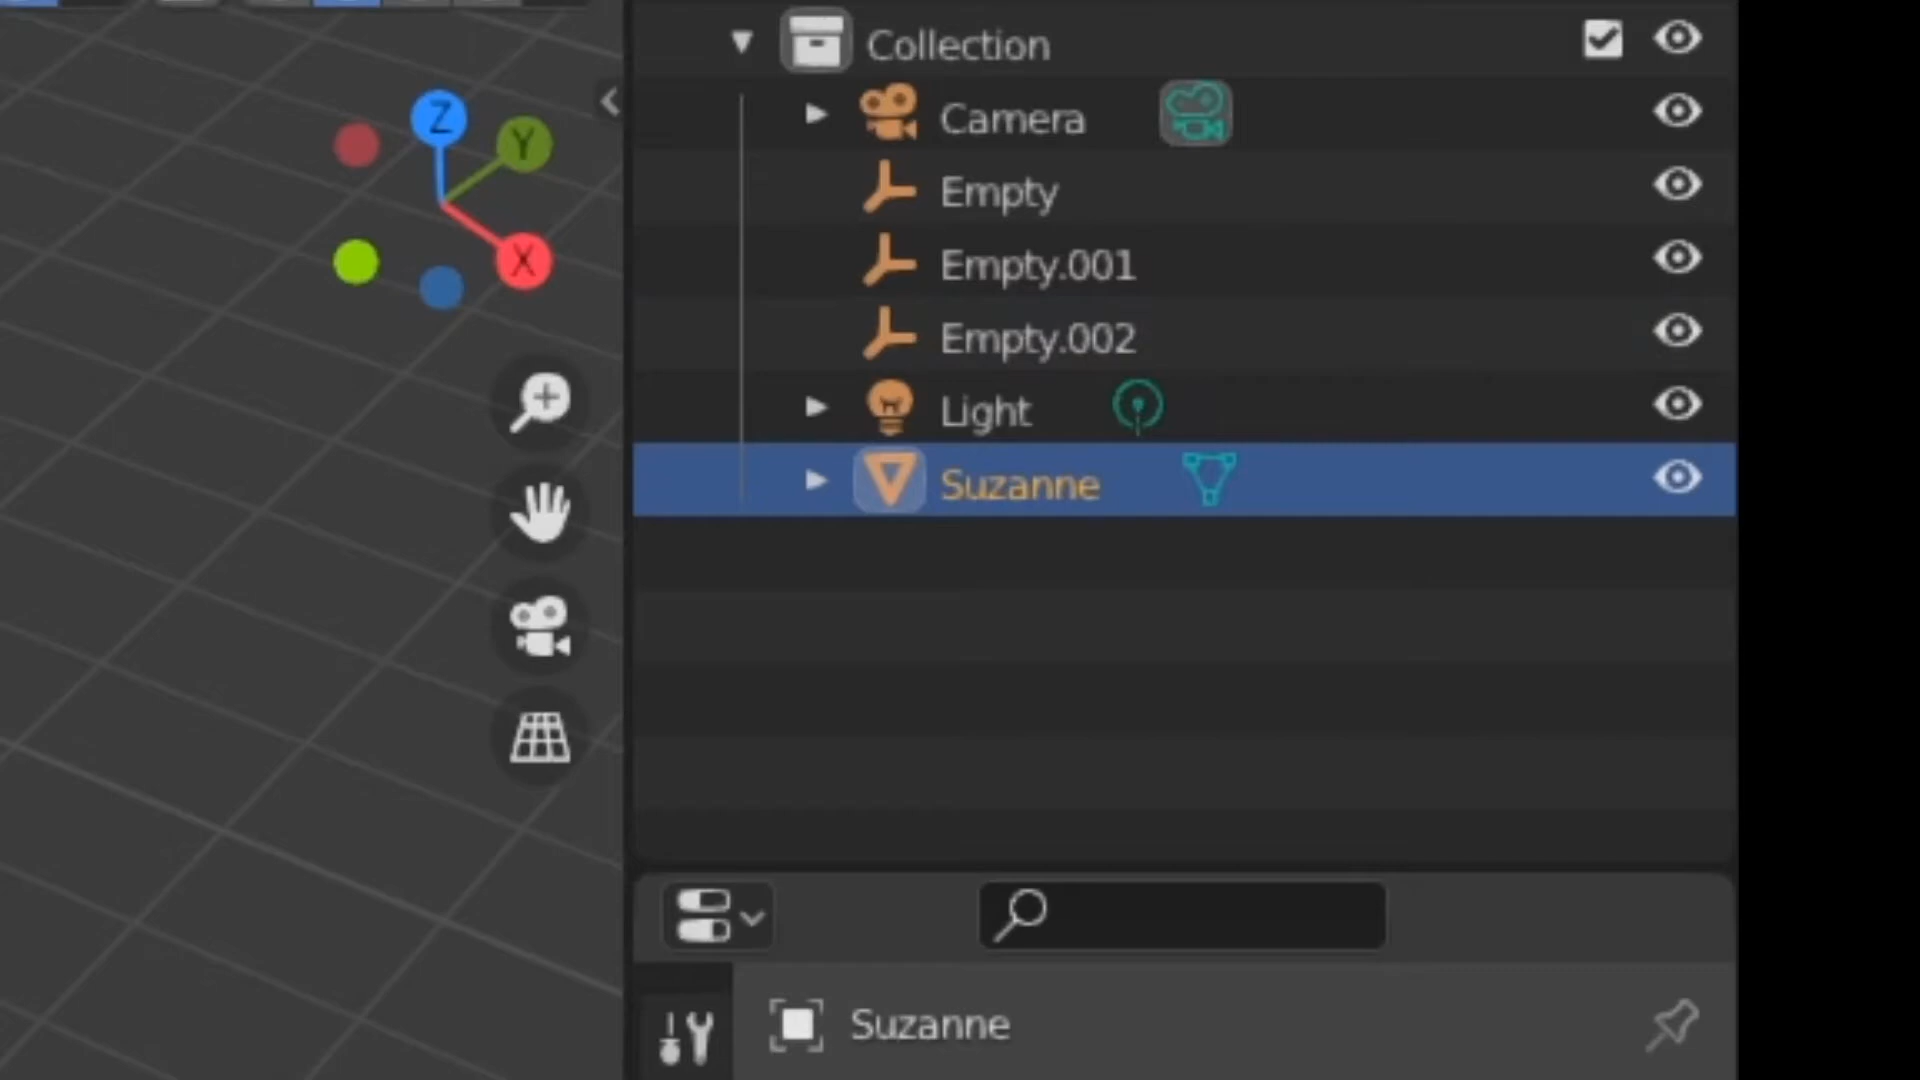 Collection
Camera
Empty
Empty.001
Empty.002
Light
Suzanne
Z
Y
X
Suzanne